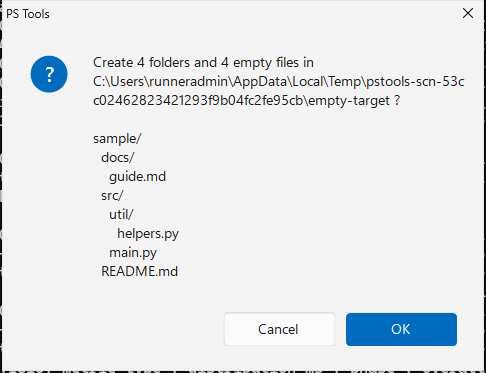 PS Tools
Create 4 folders and 4 empty files in
C:\Users\runneradmin\AppData\Local\Temp\pstools-scn-53c
c02462823421293f9b04fc2fe95cb\empty-target ?
sample/
docs/
guide.md
src/
util/
helpers.py
main.py
README.md
Cancel
OK